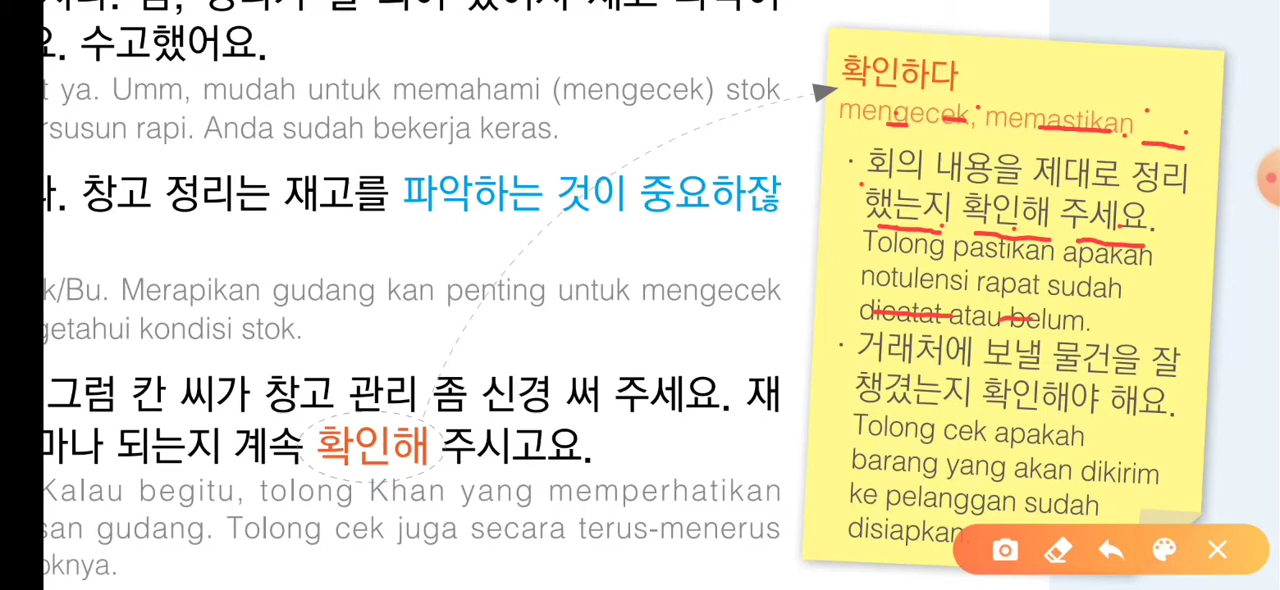 요. 수고했어요.
t ya. Umm, mudah untuk memahami (mengecek) stok
rsusun rapi. Anda sudah bekerja keras.
다. 창고 정리는 재고를 파악하는 것이 중요하잖
k/Bu. Merapikan gudang kan penting untuk mengecek
getahui kondisi stok.
그럼 칸 씨가 창고 관리 좀 신경 써 주세요. 재
마나 되는지 계속 확인해 주시고요.
Kalau begitu, tolong Khan yang memperhatikan
san gudang. Tolong cek juga secara terus-menerus
oknya.
확인하다
mengecek, memastikan
· 회의 내용을 제대로 정리
했는지 확인해 주세요.
Tolong pastikan apakah
notulensi rapat sudah
dicatat atau belum.
· 거래처에 보낼 물건을 잘
챙겼는지 확인해야 해요.
Tolong cek apakah
barang yang akan dikirim
ke pelanggan sudah
disiapkan